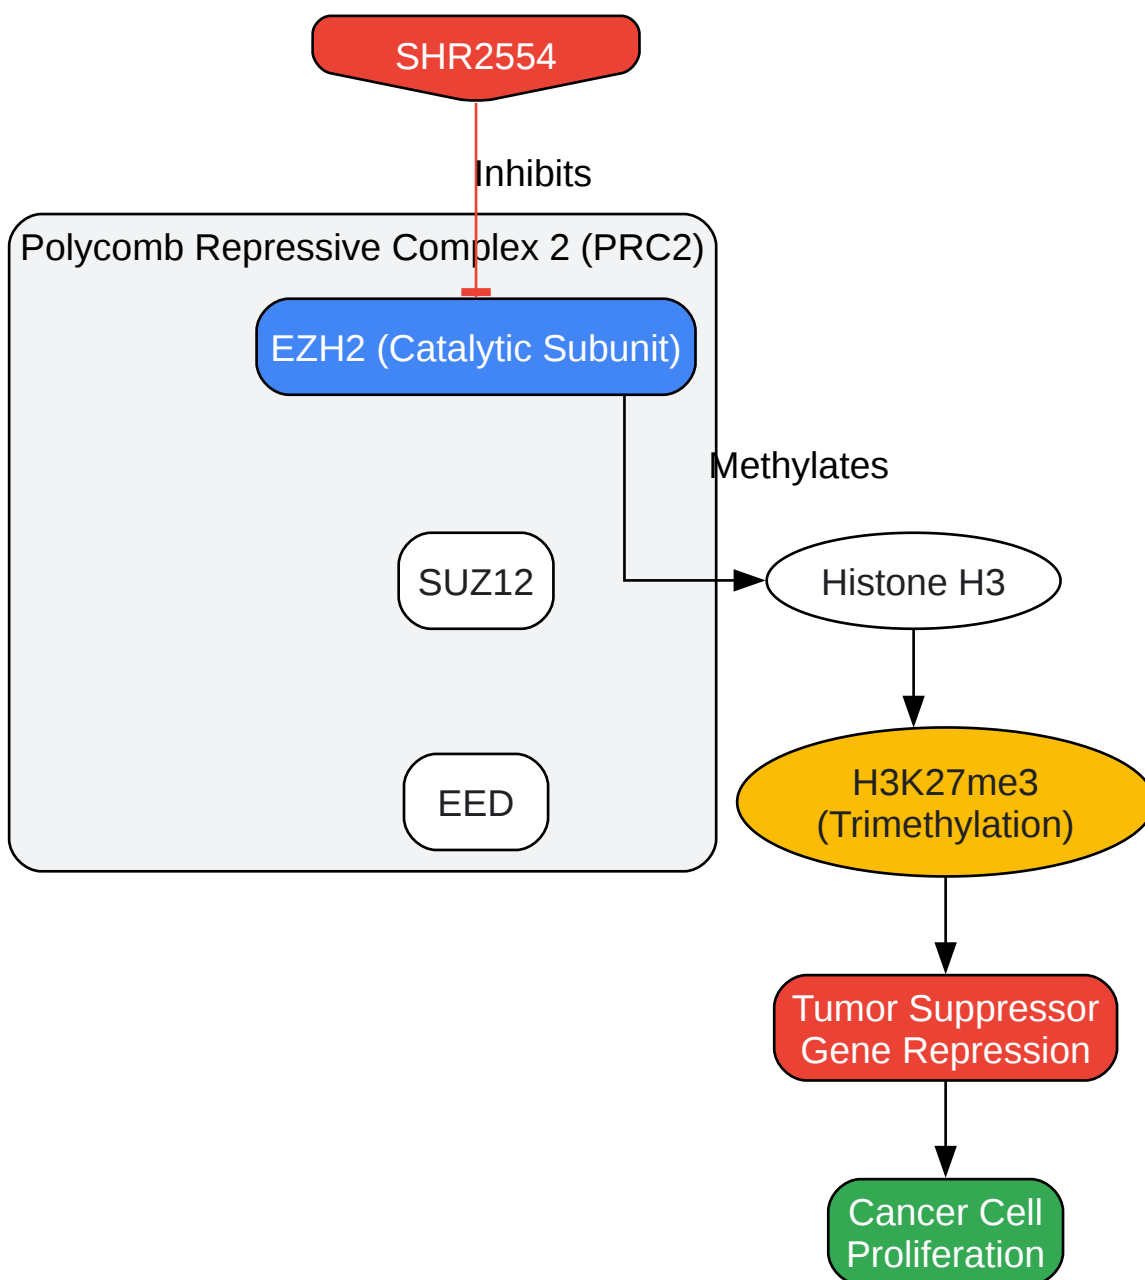 SHR2554
Inhibits
Polycomb Repressive Complex 2 (PRC2)
EZH2 (Catalytic Subunit)
Methylates
SUZ12
Histone H3
EED
H3K27me3
(Trimethylation)
Tumor Suppressor
Gene Repression
Cancer Cell
Proliferation